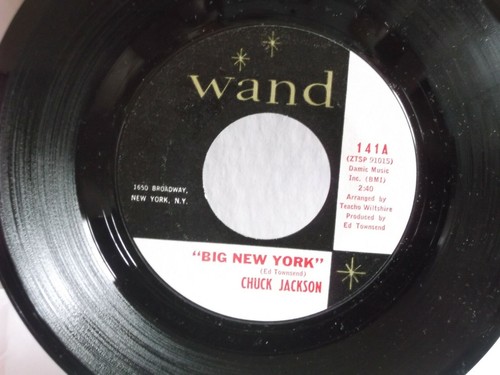 wand
141A
(ZTSP 91015)
Damic Music
Inc. (BMI)
2:40
Arranged by
Teacho Wiltshire
Produced by
Ed Townsend
1650 BROADWAY,
NEW YORK, N.Y.
"BIG NEW YORK"
(Ed Townsend)
CHUCK JACKSON